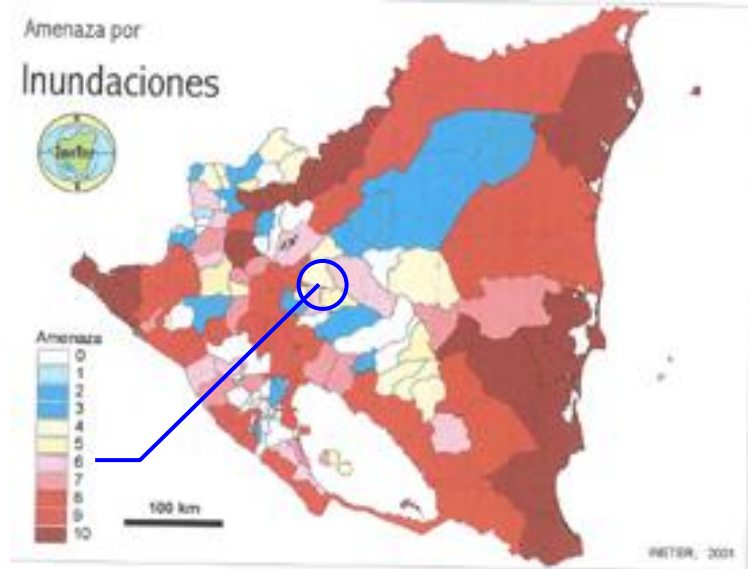 Amenaza por
Inundaciones
Ineter
Amenaza
0
1
2
3
4
5
6
7
8
9
10
100 km
INETER, 2001